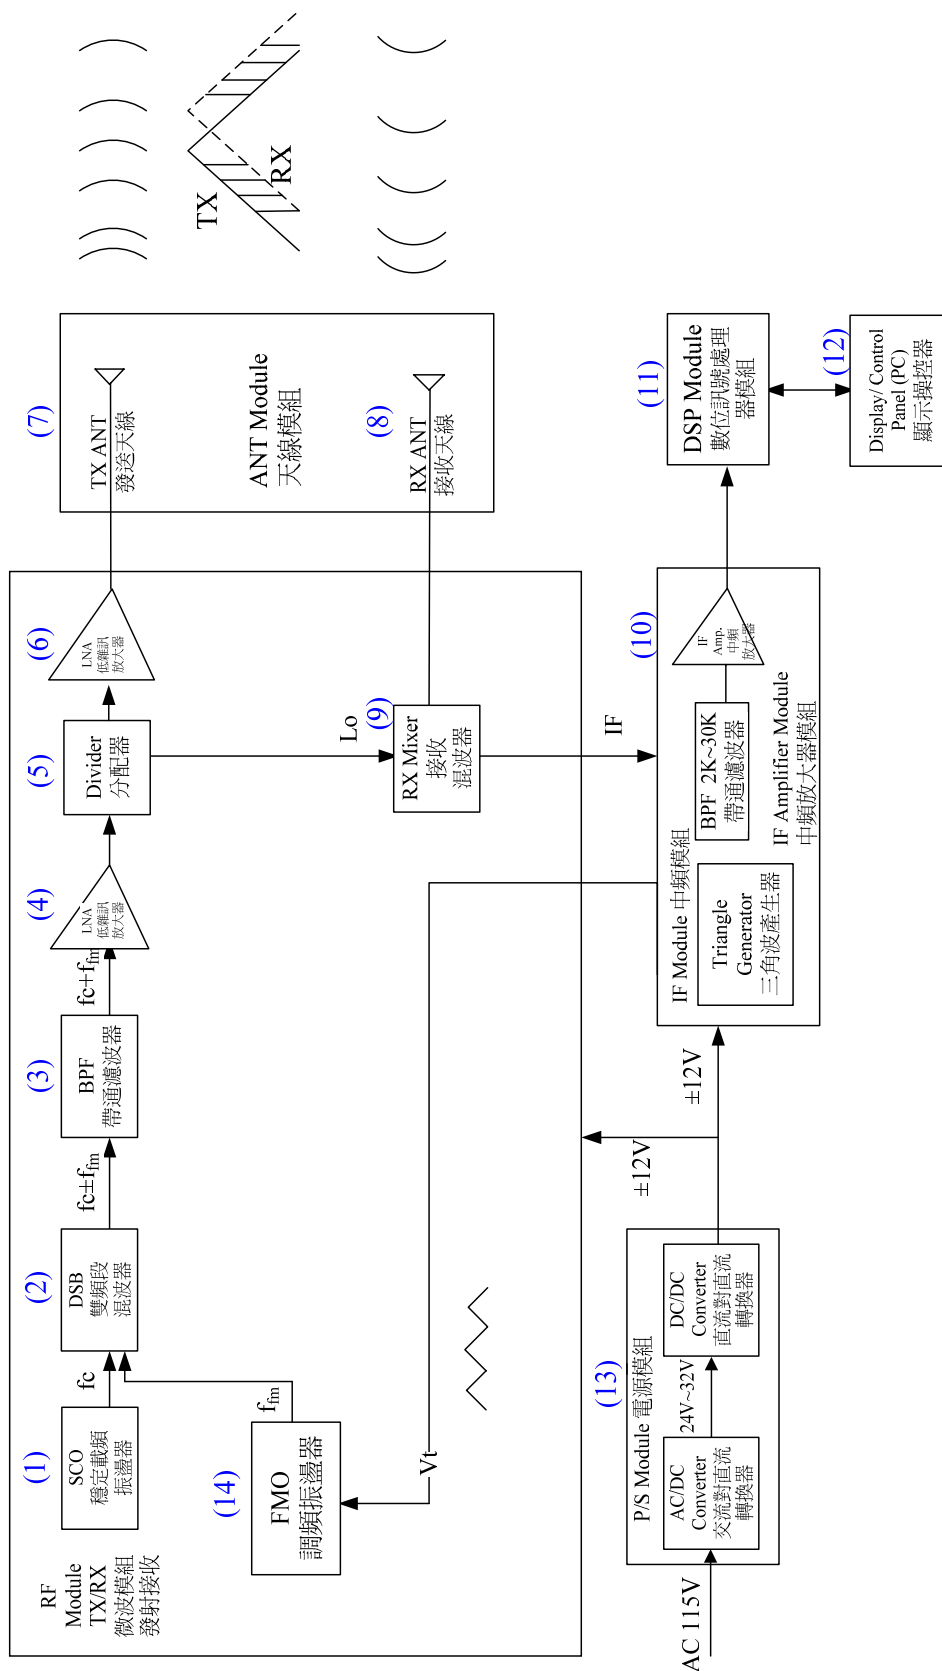 RF
Module
TX/RX
微波模組
發射接收
(1)
SCO
穩定載頻
振盪器
fc
(2)
DSB
雙頻段
混波器
fc±f_fm
(3)
BPF
帶通濾波器
fc+f_fm
(4)
LNA
低雜訊
放大器
(5)
Divider
分配器
(6)
LNA
低雜訊
放大器
(7)
TX ANT
發送天線
ANT Module
天線模組
(8)
RX ANT
接收天線
TX
RX
(14)
FMO
調頻振盪器
f_fm
Vt
Lo
(9)
RX Mixer
接收
混波器
IF
(13)
P/S Module 電源模組
AC 115V
AC/DC
Converter
交流對直流
轉換器
24V~32V
DC/DC
Converter
直流對直流
轉換器
±12V
±12V
IF Module 中頻模組
Triangle
Generator
三角波產生器
BPF 2K~30K
帶通濾波器
(10)
IF
Amp.
中頻
放大器
IF Amplifier Module
中頻放大器模組
(11)
DSP Module
數位訊號處理
器模組
(12)
Display/ Control
Panel (PC)
顯示操控器